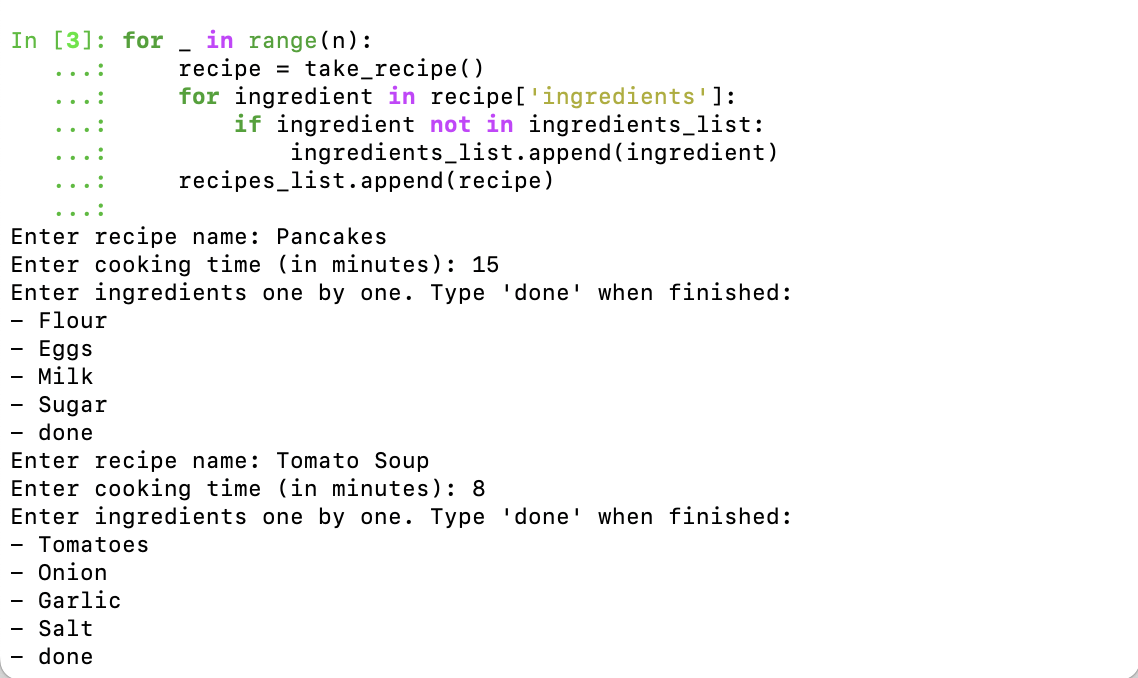 In [3]: for _ in range(n):
   ...:     recipe = take_recipe()
   ...:     for ingredient in recipe['ingredients']:
   ...:         if ingredient not in ingredients_list:
   ...:             ingredients_list.append(ingredient)
   ...:     recipes_list.append(recipe)
   ...:
Enter recipe name: Pancakes
Enter cooking time (in minutes): 15
Enter ingredients one by one. Type 'done' when finished:
– Flour
– Eggs
– Milk
– Sugar
– done
Enter recipe name: Tomato Soup
Enter cooking time (in minutes): 8
Enter ingredients one by one. Type 'done' when finished:
– Tomatoes
– Onion
– Garlic
– Salt
– done